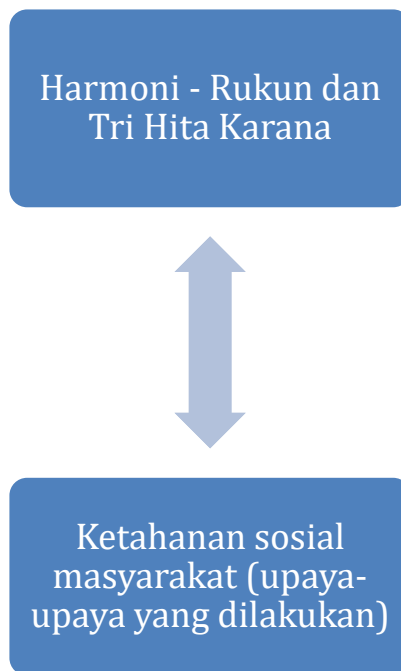 Harmoni - Rukun dan
Tri Hita Karana
Ketahanan sosial
masyarakat (upaya-
upaya yang dilakukan)